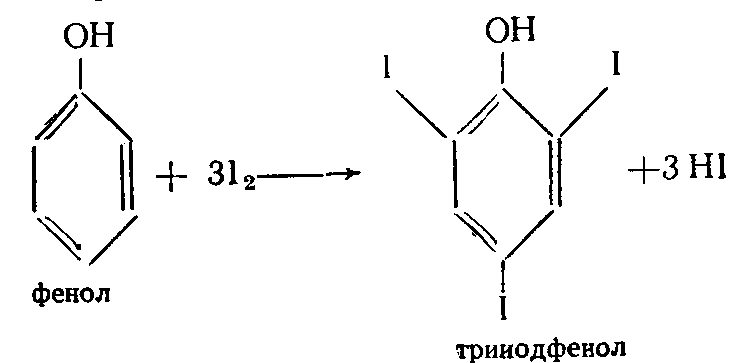 OH
OH
I
I
+ 3I₂
+3 HI
фенол
I
трииодфенол